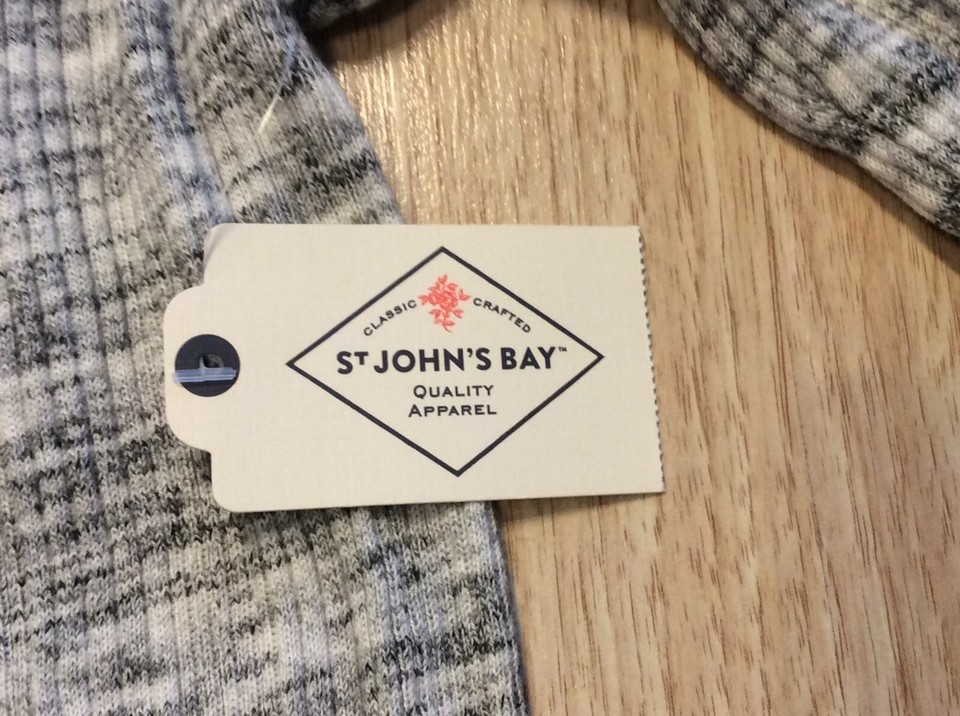 CLASSIC CRAFTED
ST JOHN'S BAY™
QUALITY
APPAREL